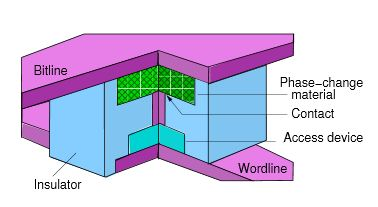 Bitline
Phase-change
material
Contact
Access device
Wordline
Insulator